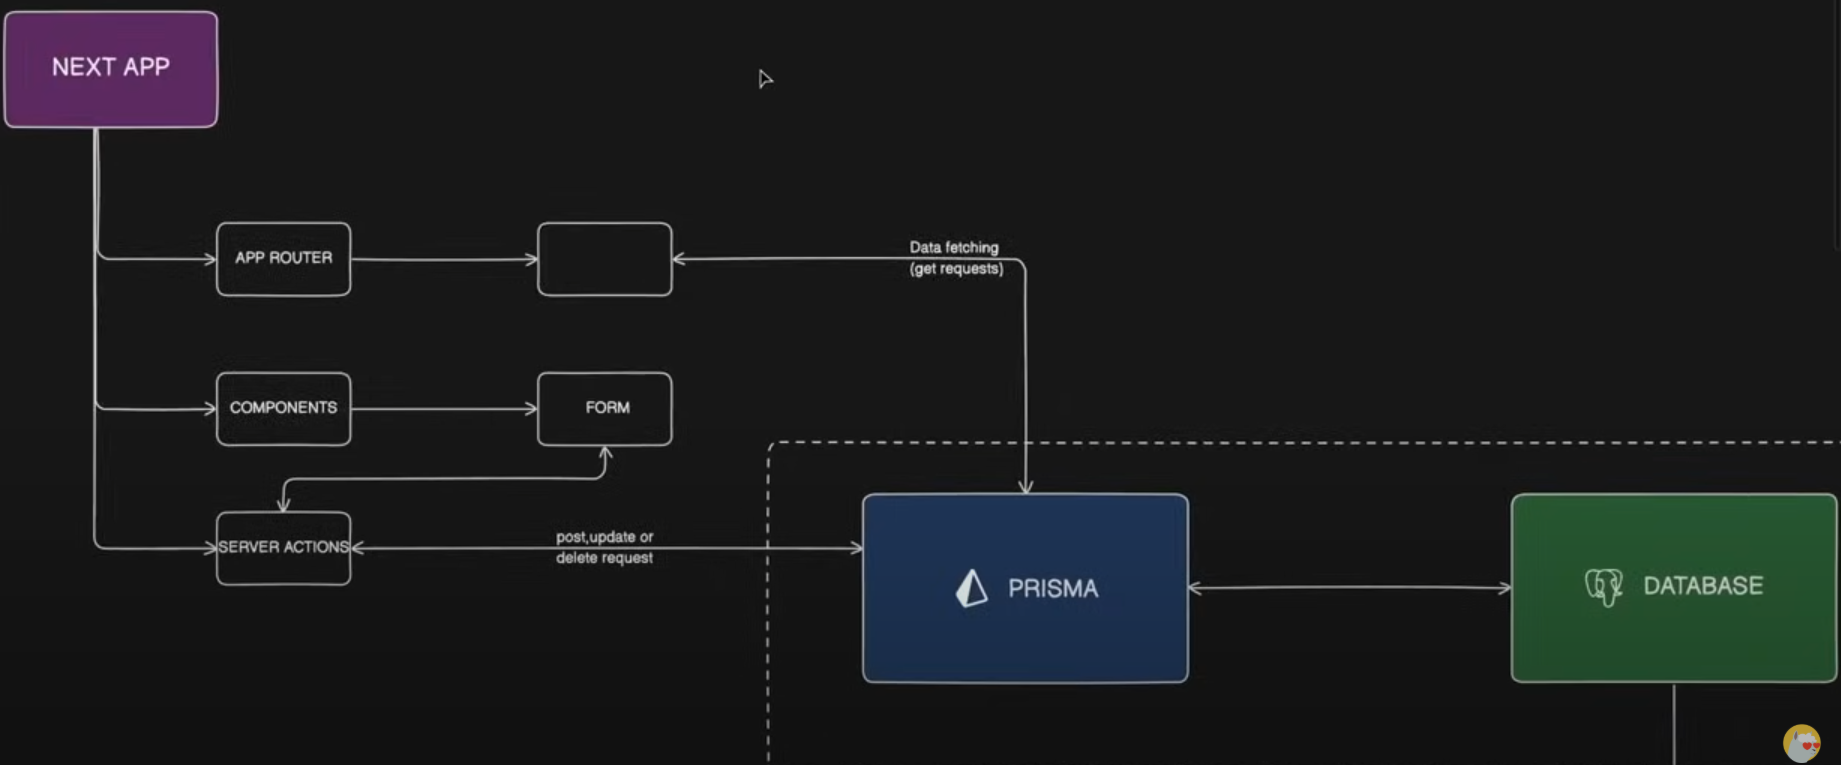 NEXT APP
APP ROUTER
Data fetching
(get requests)
COMPONENTS
FORM
SERVER ACTIONS
post,update or
delete request
PRISMA
DATABASE